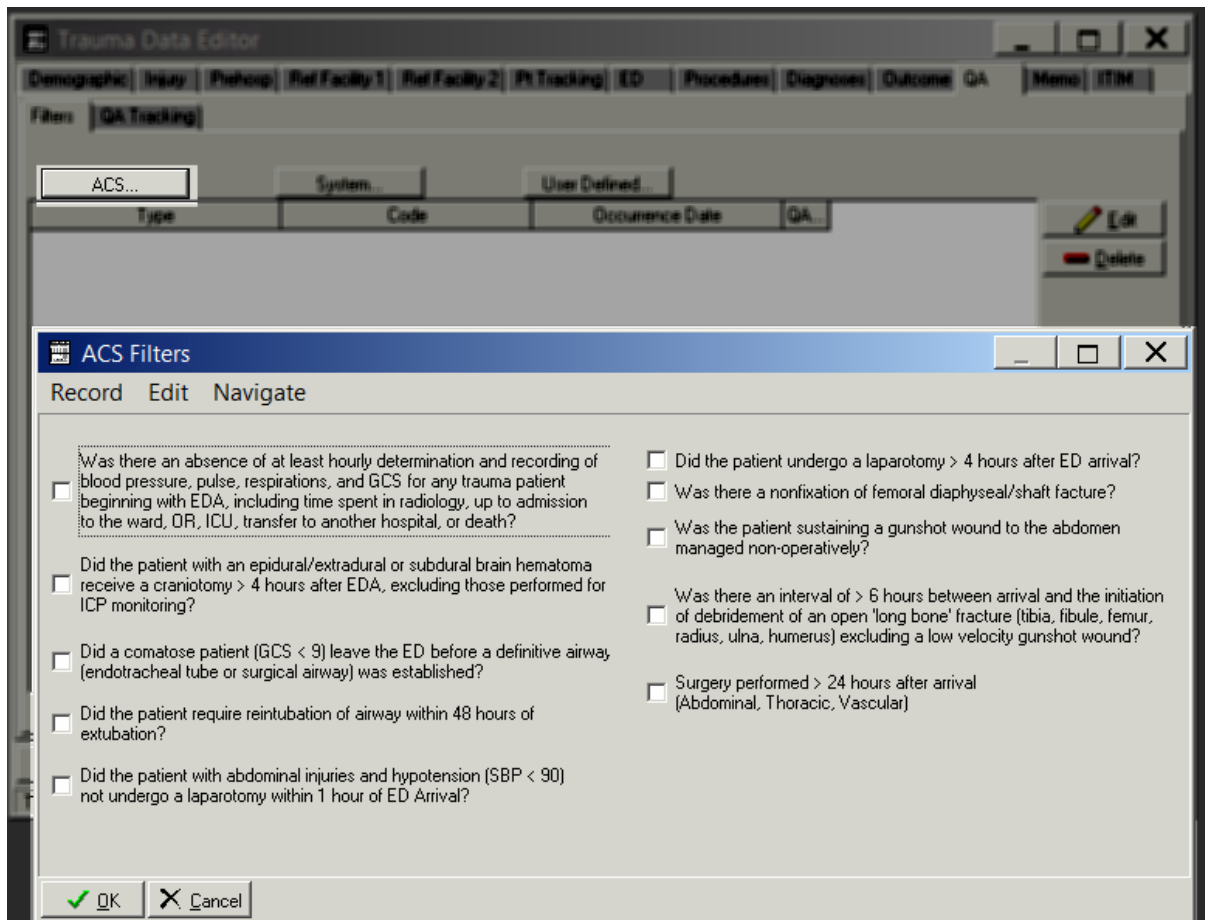 Trauma Data Editor
Demographic Injury Prehosp Ref Facility 1 Ref Facility 2 Pt Tracking ED Procedures Diagnoses Outcome QA Memo ITIM
Filters QA Tracking
ACS... System... User Defined...
Type Code Occurrence Date QA...
Edit
Delete
ACS Filters
Record Edit Navigate
Was there an absence of at least hourly determination and recording of
blood pressure, pulse, respirations, and GCS for any trauma patient
beginning with EDA, including time spent in radiology, up to admission
to the ward, OR, ICU, transfer to another hospital, or death?
Did the patient with an epidural/extradural or subdural brain hematoma
receive a craniotomy > 4 hours after EDA, excluding those performed for
ICP monitoring?
Did a comatose patient (GCS < 9) leave the ED before a definitive airway
(endotracheal tube or surgical airway) was established?
Did the patient require reintubation of airway within 48 hours of
extubation?
Did the patient with abdominal injuries and hypotension (SBP < 90)
not undergo a laparotomy within 1 hour of ED Arrival?
Did the patient undergo a laparotomy > 4 hours after ED arrival?
Was there a nonfixation of femoral diaphyseal/shaft facture?
Was the patient sustaining a gunshot wound to the abdomen
managed non-operatively?
Was there an interval of > 6 hours between arrival and the initiation
of debridement of an open 'long bone' fracture (tibia, fibule, femur,
radius, ulna, humerus) excluding a low velocity gunshot wound?
Surgery performed > 24 hours after arrival
(Abdominal, Thoracic, Vascular)
OK Cancel